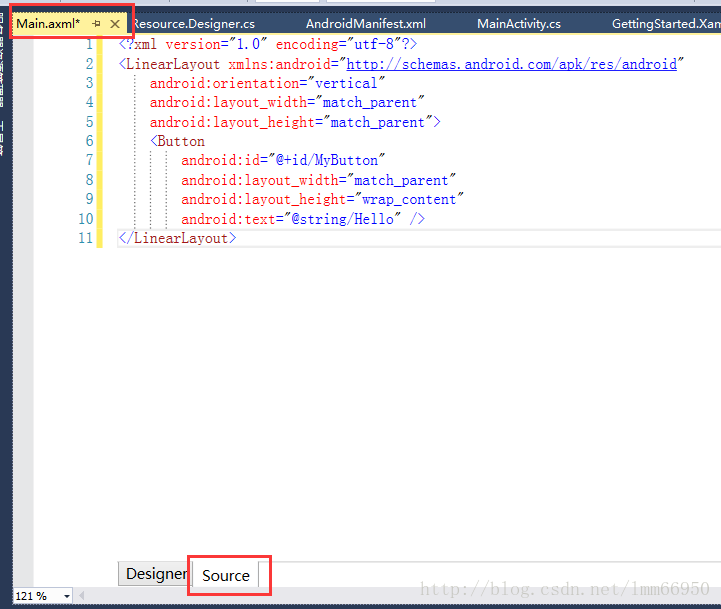 Main.axml* Resource.Designer.cs AndroidManifest.xml MainActivity.cs GettingStarted.Xam
1 <?xml version="1.0" encoding="utf-8"?>
2 <LinearLayout xmlns:android="http://schemas.android.com/apk/res/android"
3 android:orientation="vertical"
4 android:layout_width="match_parent"
5 android:layout_height="match_parent">
6 <Button
7 android:id="@+id/MyButton"
8 android:layout_width="match_parent"
9 android:layout_height="wrap_content"
10 android:text="@string/Hello" />
11 </LinearLayout>
Designer Source
121 %
http://blog.csdn.net/lmm66950